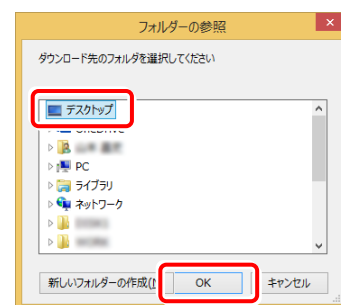 フォルダーの参照
ダウンロード先のフォルダを選択してください
デスクトップ
OneDrive
PC
ライブラリ
ネットワーク
新しいフォルダーの作成(
OK
キャンセル